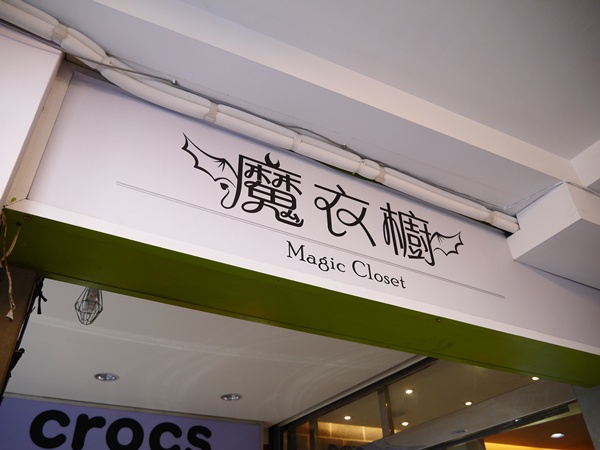 魔衣櫥
Magic Closet
crocs